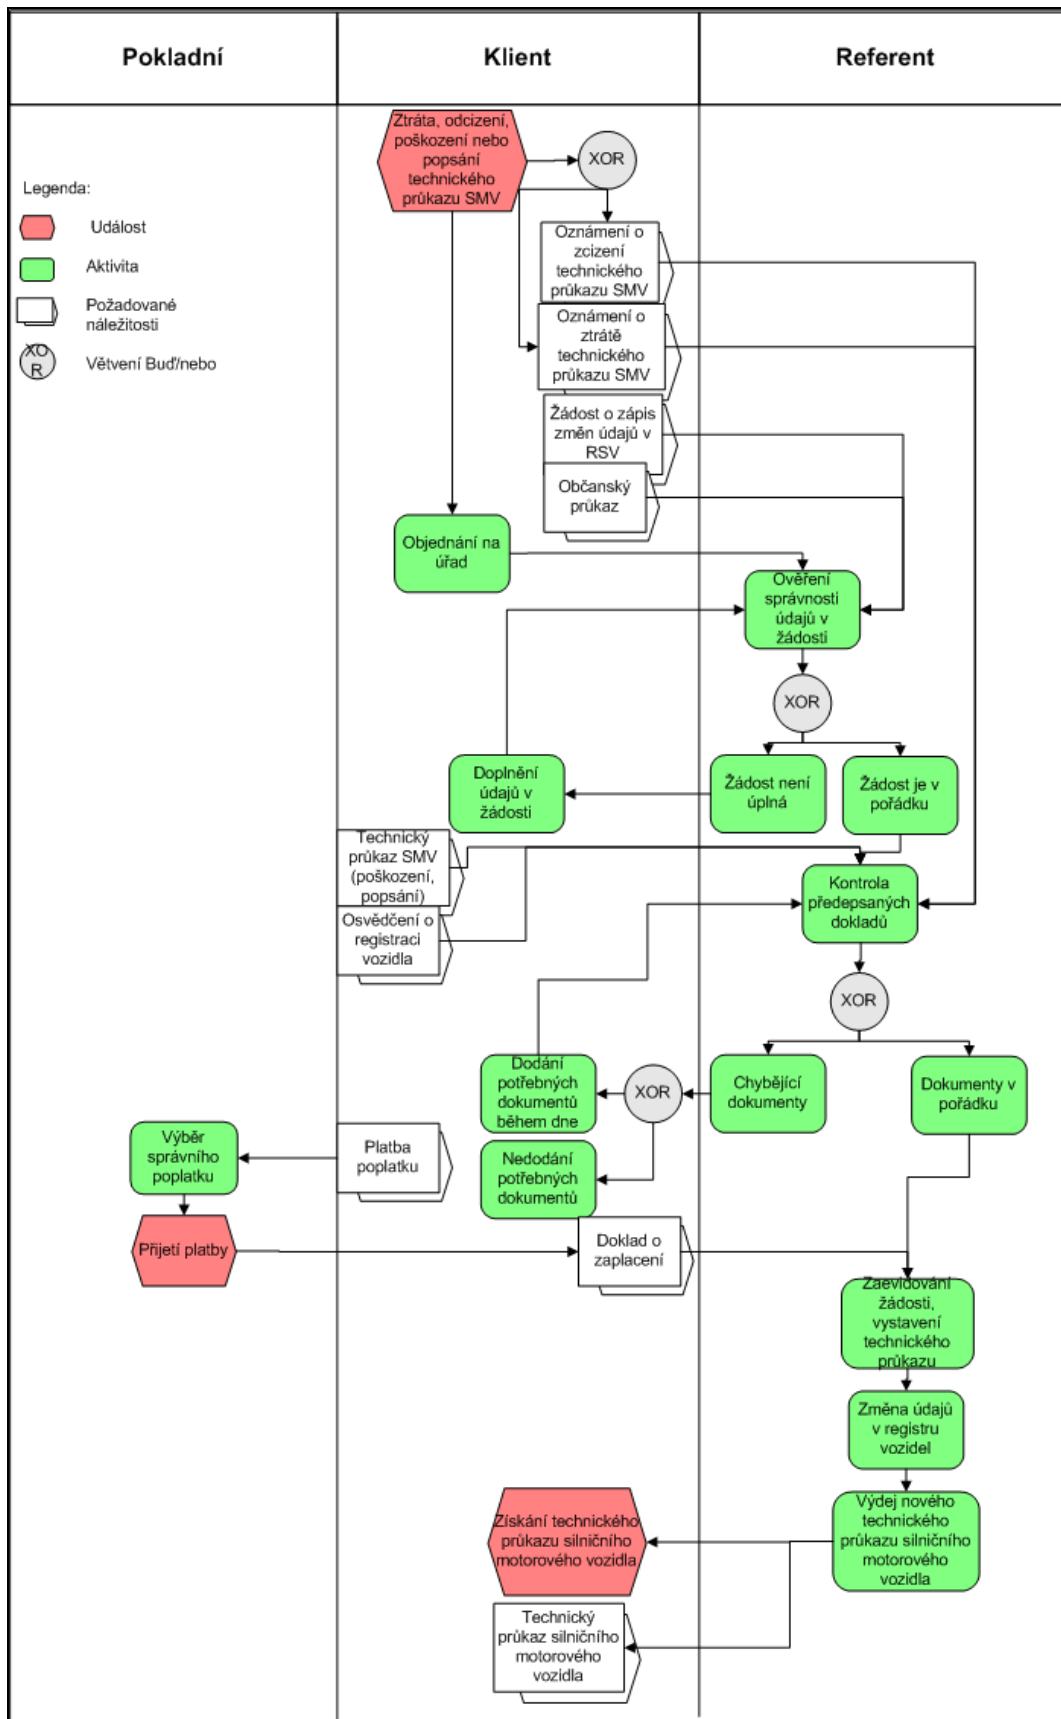 Pokladní
Klient
Referent
Legenda:
Událost
Aktivita
Požadované
náležitosti
XO
R
Větvení Buď/nebo
Ztráta, odcizení,
poškození nebo
popsání
technického
průkazu SMV
XOR
Oznámení o
zcizení
technického
průkazu SMV
Oznámení o
ztrátě
technického
průkazu SMV
Žádost o zápis
změn údajů v
RSV
Občanský
průkaz
Objednání na
úřad
Ověření
správnosti
údajů v
žádosti
XOR
Doplnění
údajů v
žádosti
Žádost není
úplná
Žádost je v
pořádku
Technický
průkaz SMV
(poškození,
popsání)
Osvědčení o
registraci
vozidla
Kontrola
předepsaných
dokladů
XOR
Dodání
potřebných
dokumentů
během dne
XOR
Chybějící
dokumenty
Dokumenty v
pořádku
Výběr
správního
poplatku
Platba
poplatku
Nedodání
potřebných
dokumentů
Přijetí platby
Doklad o
zaplacení
Zaevidování
žádosti,
vystavení
technického
průkazu
Změna údajů
v registru
vozidel
Výdej nového
technického
průkazu silničního
motorového
vozidla
Získání technického
průkazu silničního
motorového vozidla
Technický
průkaz silničního
motorového
vozidla